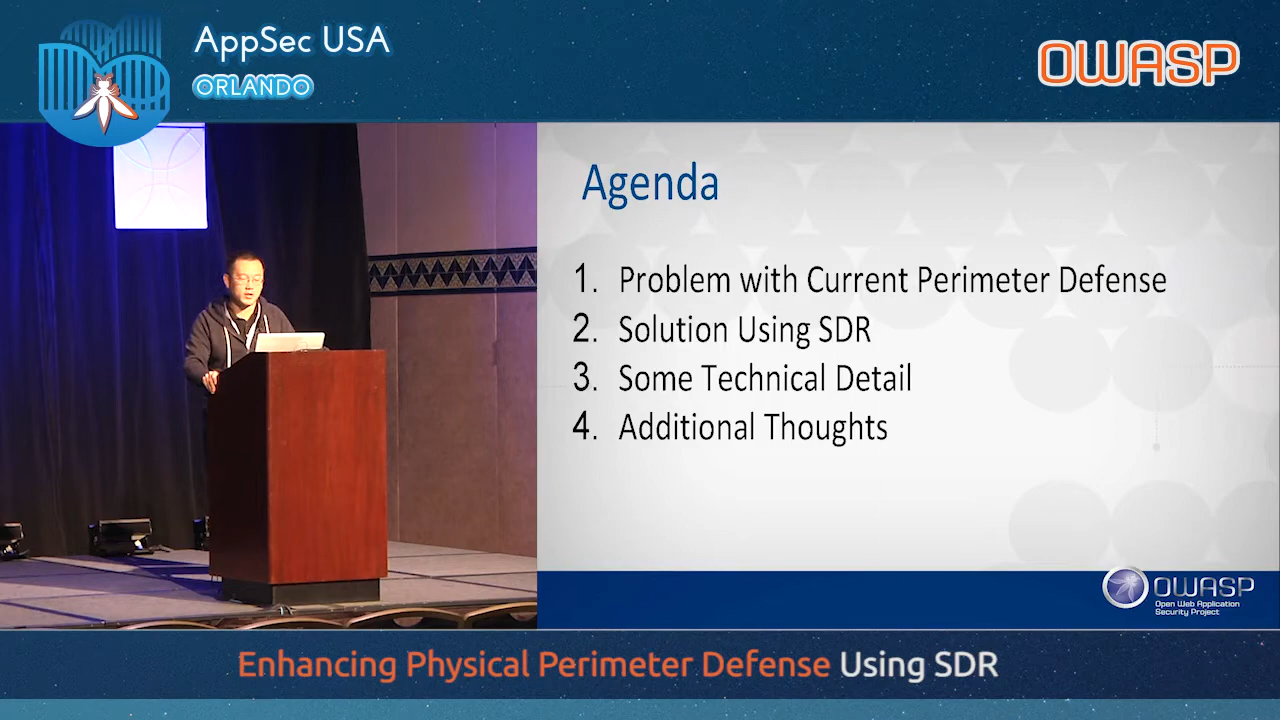 AppSec USA
ORLANDO
OWASP
Agenda
1. Problem with Current Perimeter Defense
2. Solution Using SDR
3. Some Technical Detail
4. Additional Thoughts
OWASP
Open Web Application
Security Project
Enhancing Physical Perimeter Defense Using SDR